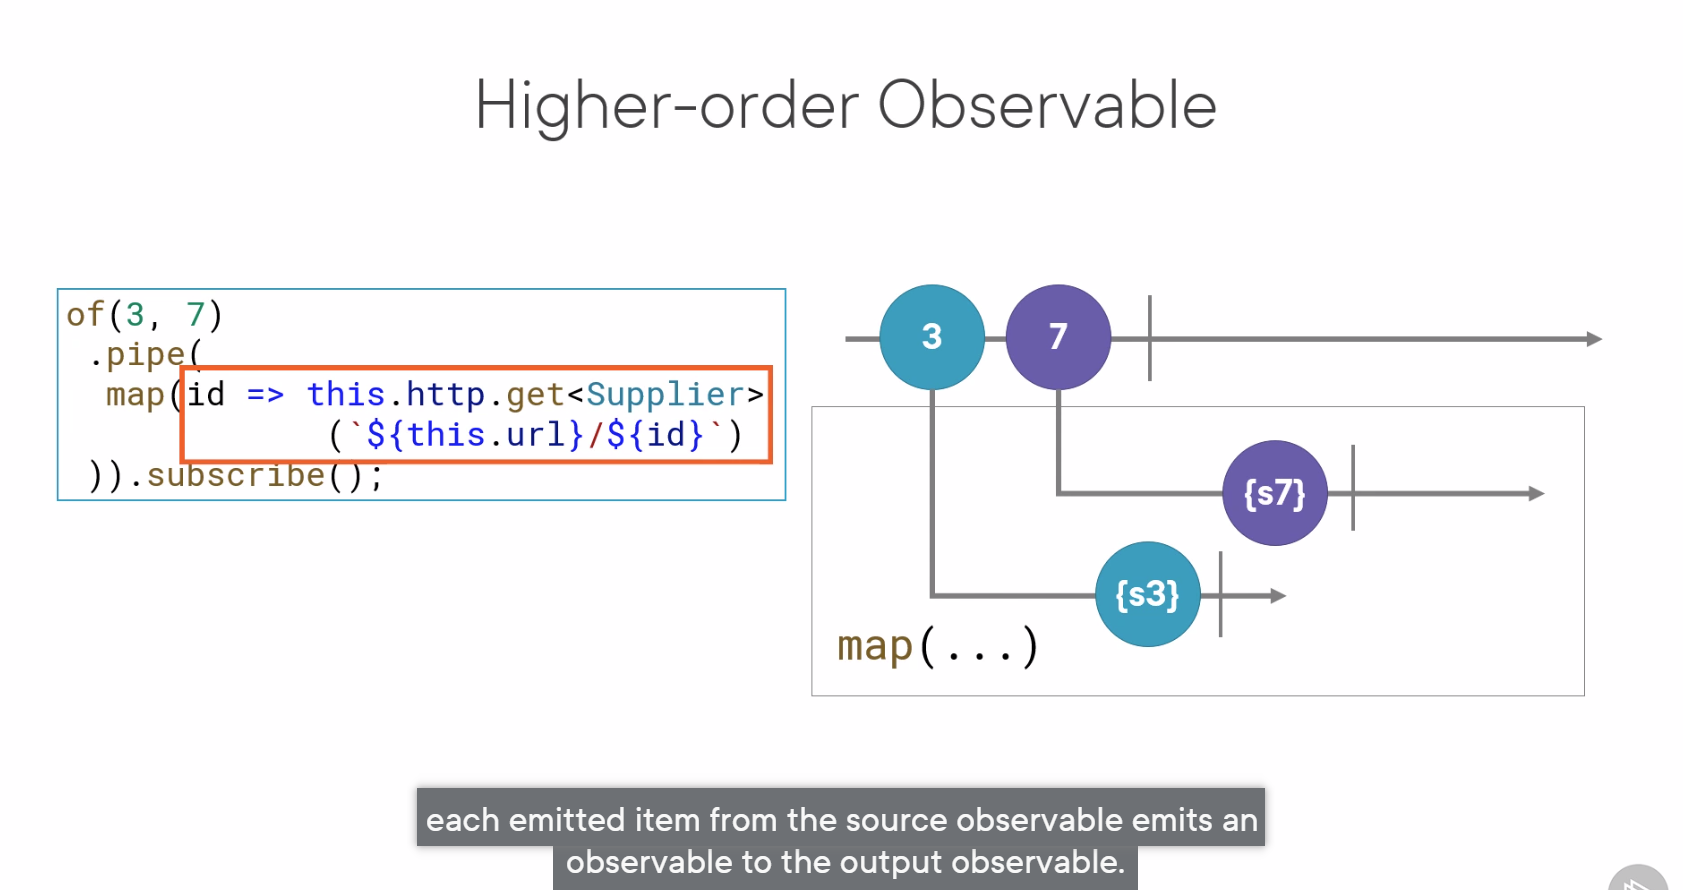 Higher-order Observable
of(3, 7)
.pipe(
map(id => this.http.get<Supplier>
(`${this.url}/${id}`)
)).subscribe();
3
7
{s7}
{s3}
map(...)
each emitted item from the source observable emits an
observable to the output observable.